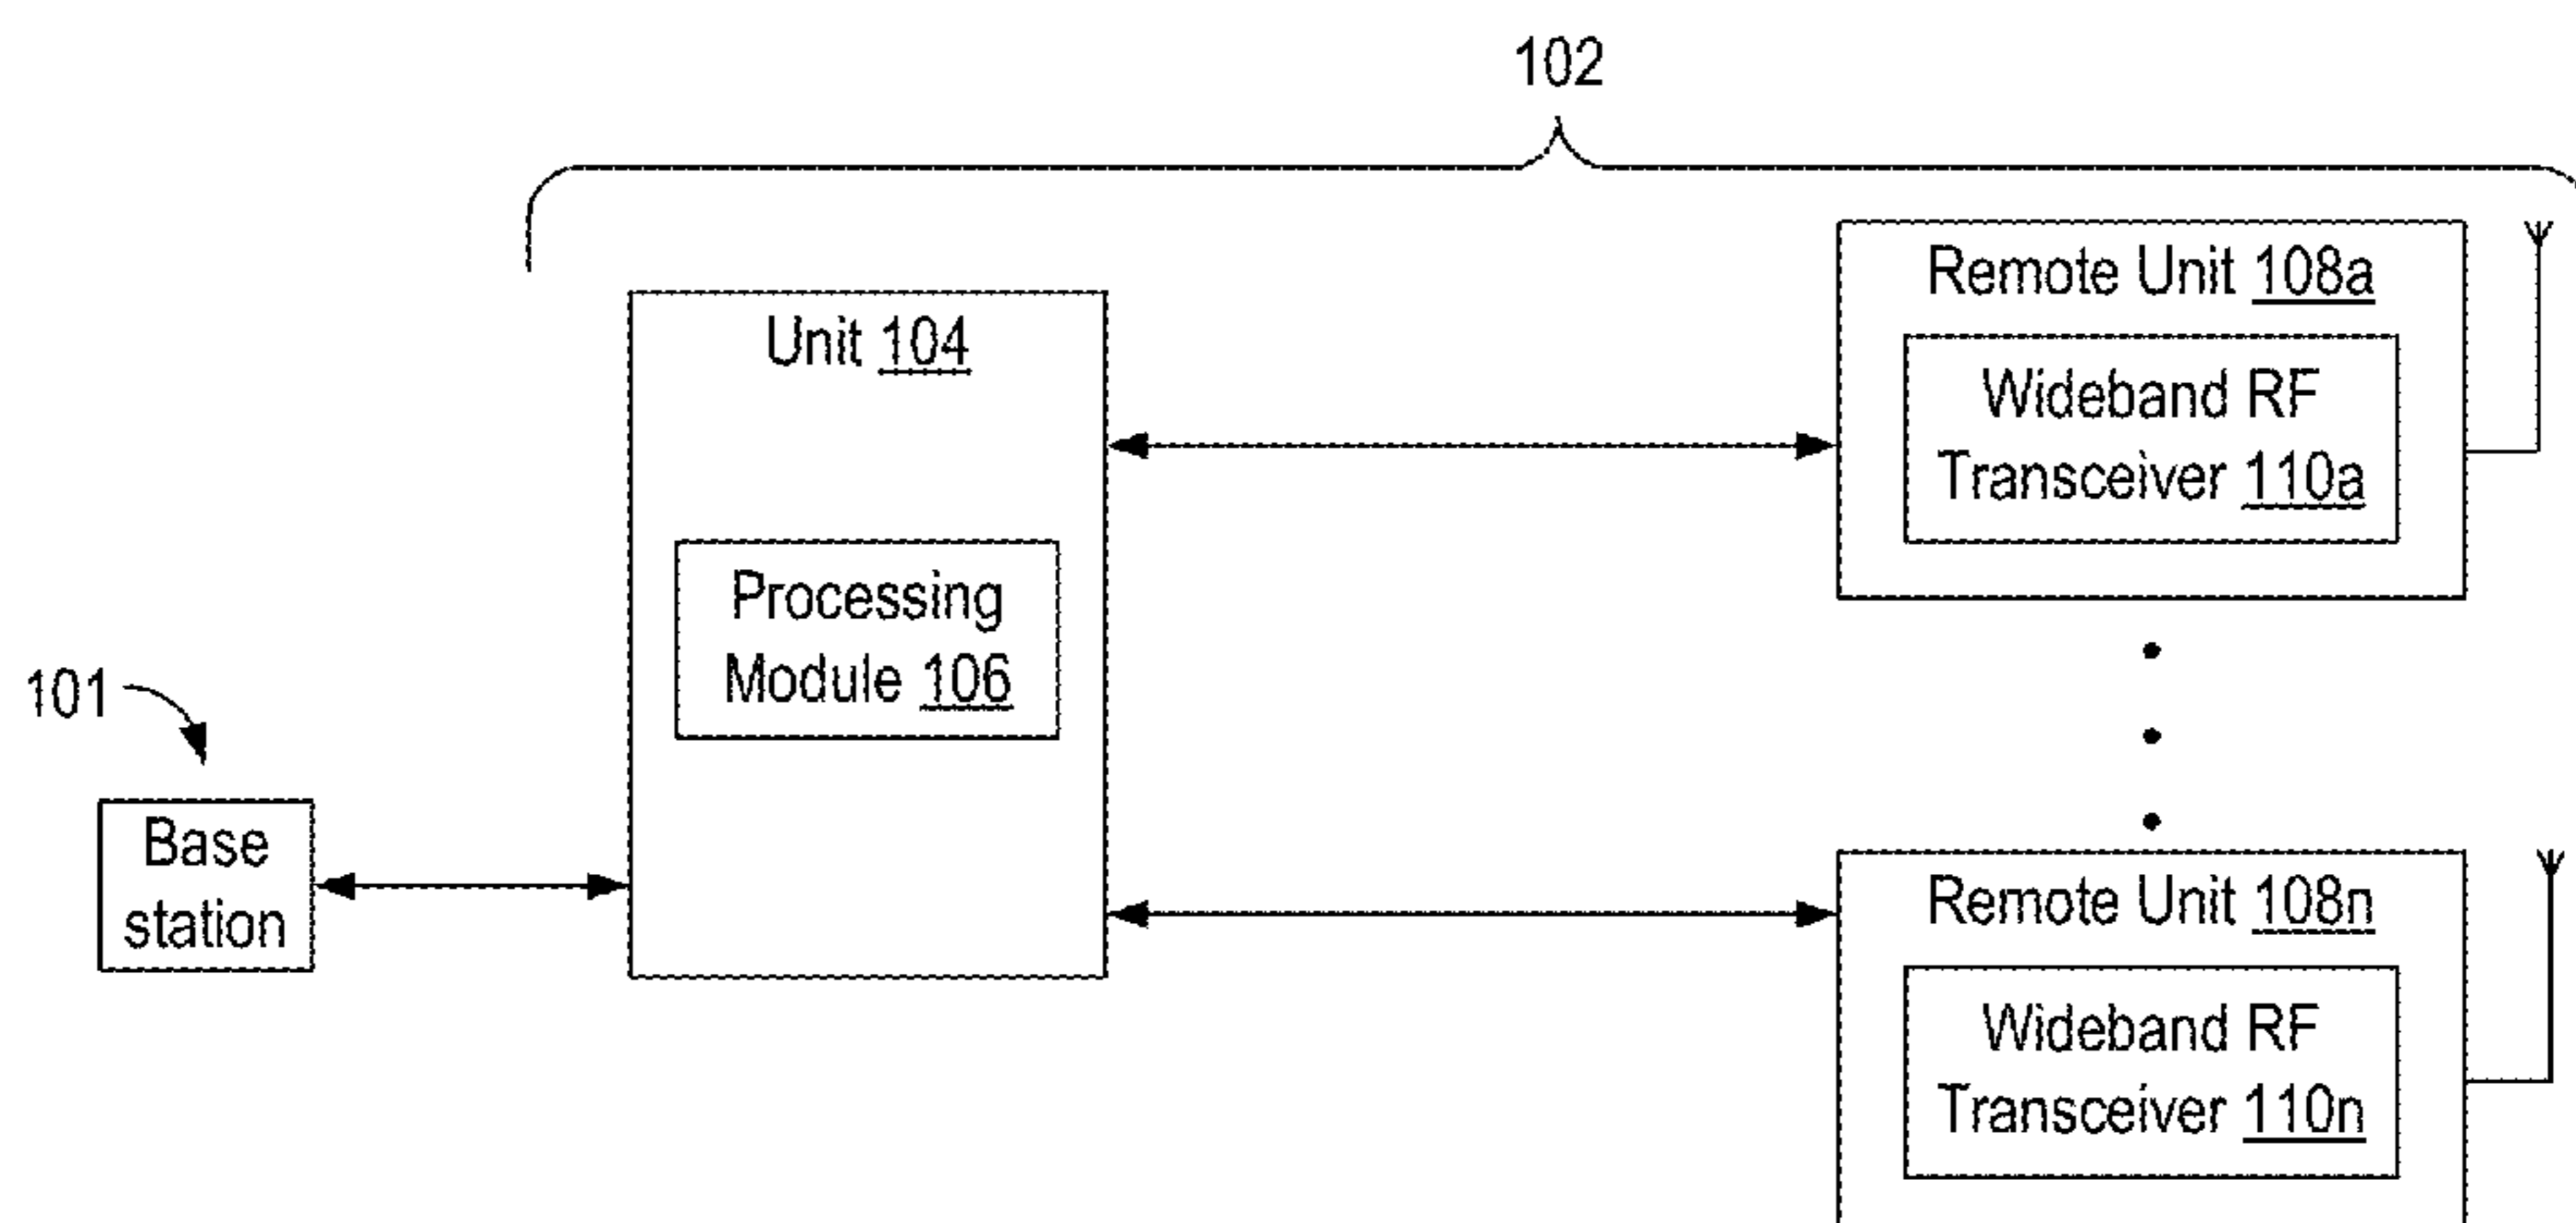 102
Remote Unit 108a
Wideband RF
Transceiver 110a
Unit 104
Processing
Module 106
101
Base
station
Remote Unit 108n
Wideband RF
Transceiver 110n